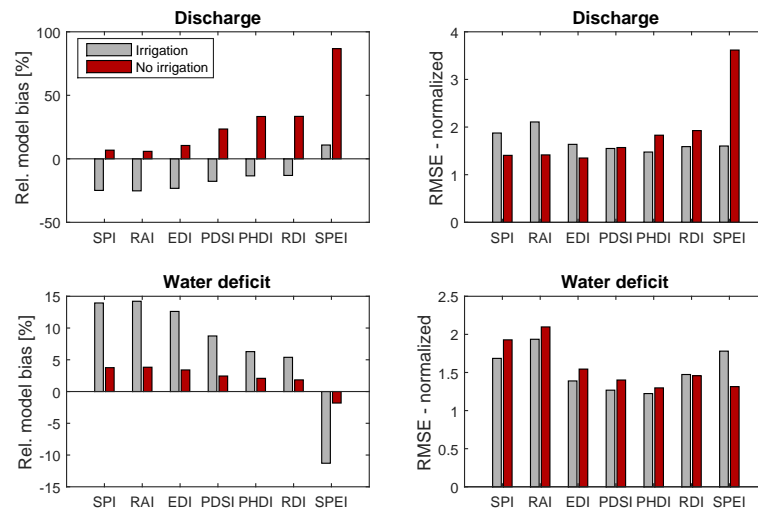 Discharge
Rel. model bias [%]
100
50
0
-50
Irrigation
No irrigation
SPI RAI EDI PDSI PHDI RDI SPEI
Discharge
RMSE - normalized
4
3
2
1
0
SPI RAI EDI PDSI PHDI RDI SPEI
Water deficit
Rel. model bias [%]
15
10
5
0
-5
-10
-15
SPI RAI EDI PDSI PHDI RDI SPEI
Water deficit
RMSE - normalized
2.5
2
1.5
1
0.5
0
SPI RAI EDI PDSI PHDI RDI SPEI